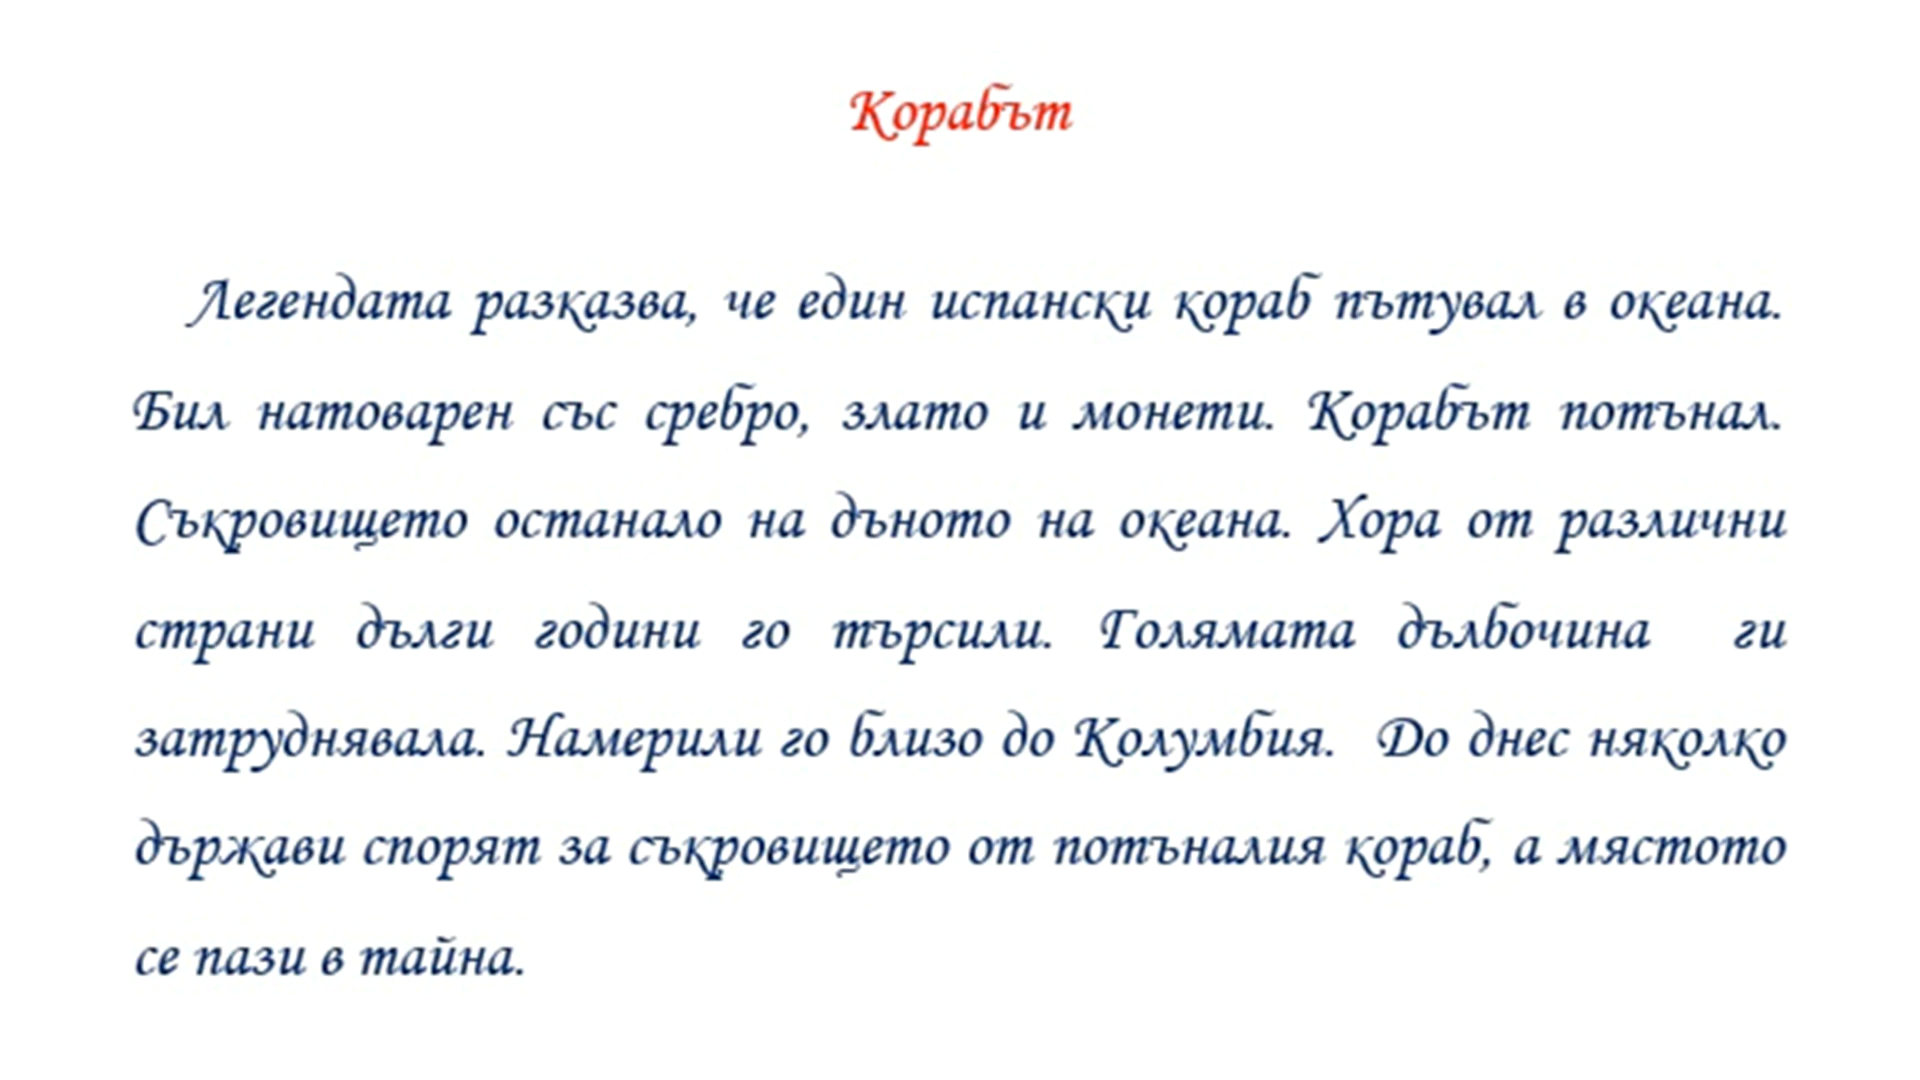 Корабът
Легендата разказва, че един испански кораб пътувал в океана.
Бил натоварен със сребро, злато и монети. Корабът потънал.
Съкровището останало на дъното на океана. Хора от различни
страни дълги години го търсили. Голямата дълбочина ги
затруднявала. Намерили го близо до Колумбия. До днес няколко
държави спорят за съкровището от потъналия кораб, а мястото
се пази в тайна.